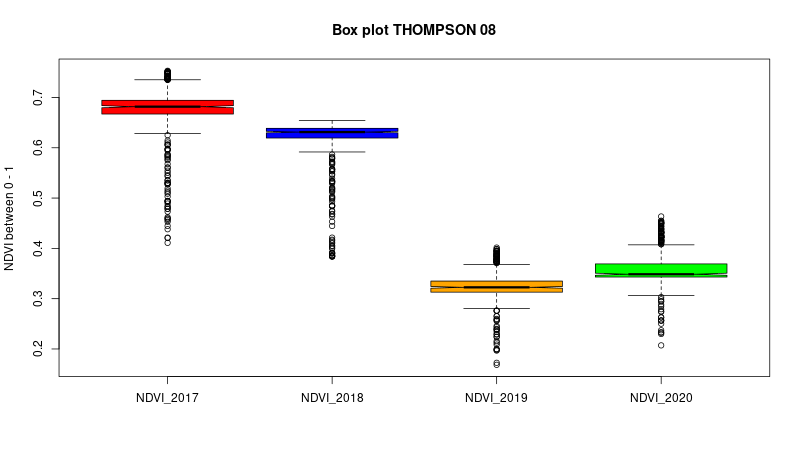 Box plot THOMPSON 08
NDVI between 0 - 1
0.7
0.6
0.5
0.4
0.3
0.2
NDVI_2017
NDVI_2018
NDVI_2019
NDVI_2020